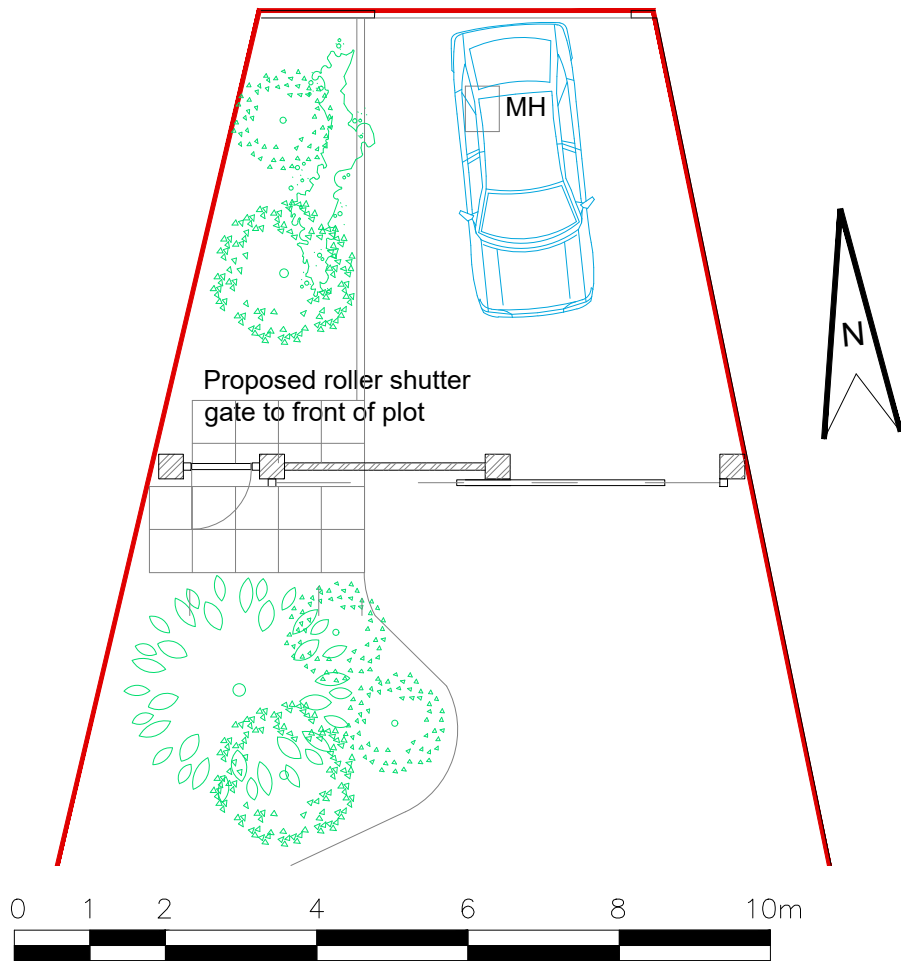 MH
N
Proposed roller shutter
gate to front of plot
0 1 2 4 6 8 10m